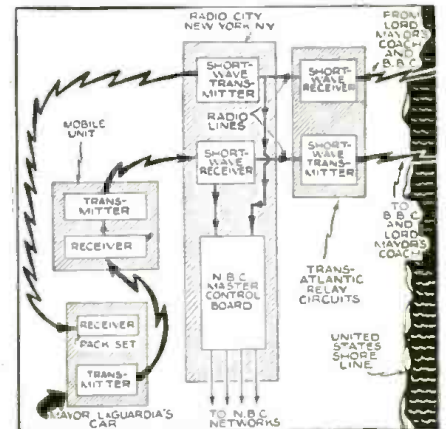 RADIO CITY
NEW YORK N.Y.
FROM
LORD
MAYOR'S
COACH
AND
B.B.C.
SHORT-
WAVE
TRANS-
MITTER
SHORT-
WAVE
RECEIVER
RADIO
LINES
MOBILE
UNIT
SHORT-
WAVE
RECEIVER
SHORT-
WAVE
TRANS-
MITTER
TRANS-
MITTER
RECEIVER
TO
B.B.C.
AND
LORD
MAYOR'S
COACH
N.B.C.
MASTER
CONTROL
BOARD
TRANS-
ATLANTIC
RELAY
CIRCUITS
RECEIVER
PACK SET
TRANS-
MITTER
UNITED
STATES
SHORE
LINE
MAYOR LAGUARDIA'S
CAR
TO N.B.C.
NETWORKS